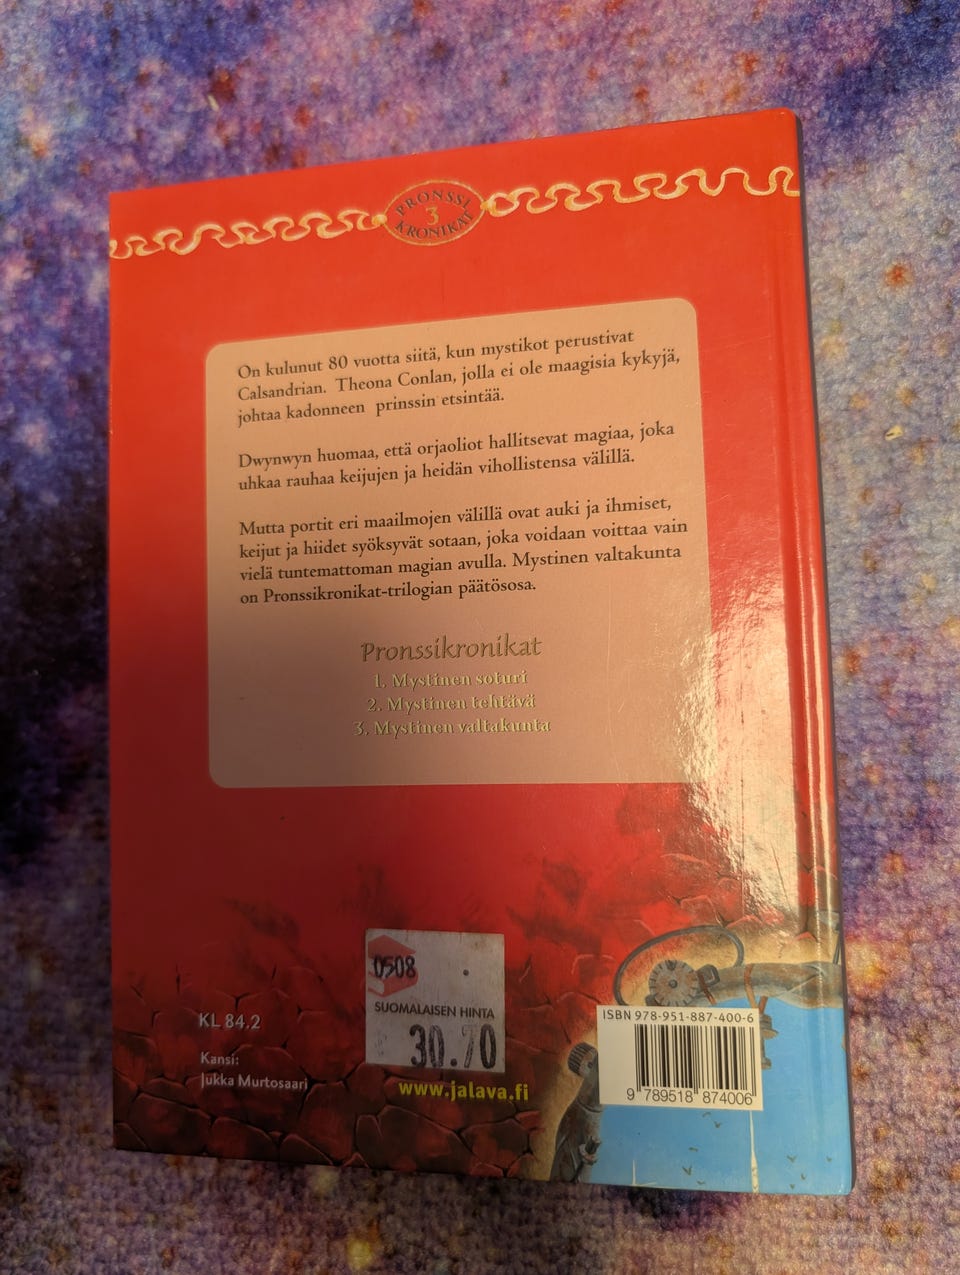 PRONSSI
3
KRONIKAT
On kulunut 80 vuotta siitä, kun mystikot perustivat
Calsandrian. Theona Conlan, jolla ei ole maagisia kykyjä,
johtaa kadonneen prinssin etsintää.
Dwynwyn huomaa, että orjaoliot hallitsevat magiaa, joka
uhkaa rauhaa keijujen ja heidän vihollistensa välillä.
Mutta portit eri maailmojen välillä ovat auki ja ihmiset,
keijut ja hiidet syöksyvät sotaan, joka voidaan voittaa vain
vielä tuntemattoman magian avulla. Mystinen valtakunta
on Pronssikronikat-trilogian päätösosa.
Pronssikronikat
1. Mystinen soturi
2. Mystinen tehtävä
3. Mystinen valtakunta
0508
SUOMALAISEN HINTA
30.70
KL 84.2
Kansi:
Jukka Murtosaari
www.jalava.fi
ISBN 978-951-887-400-6
9 789518 874006